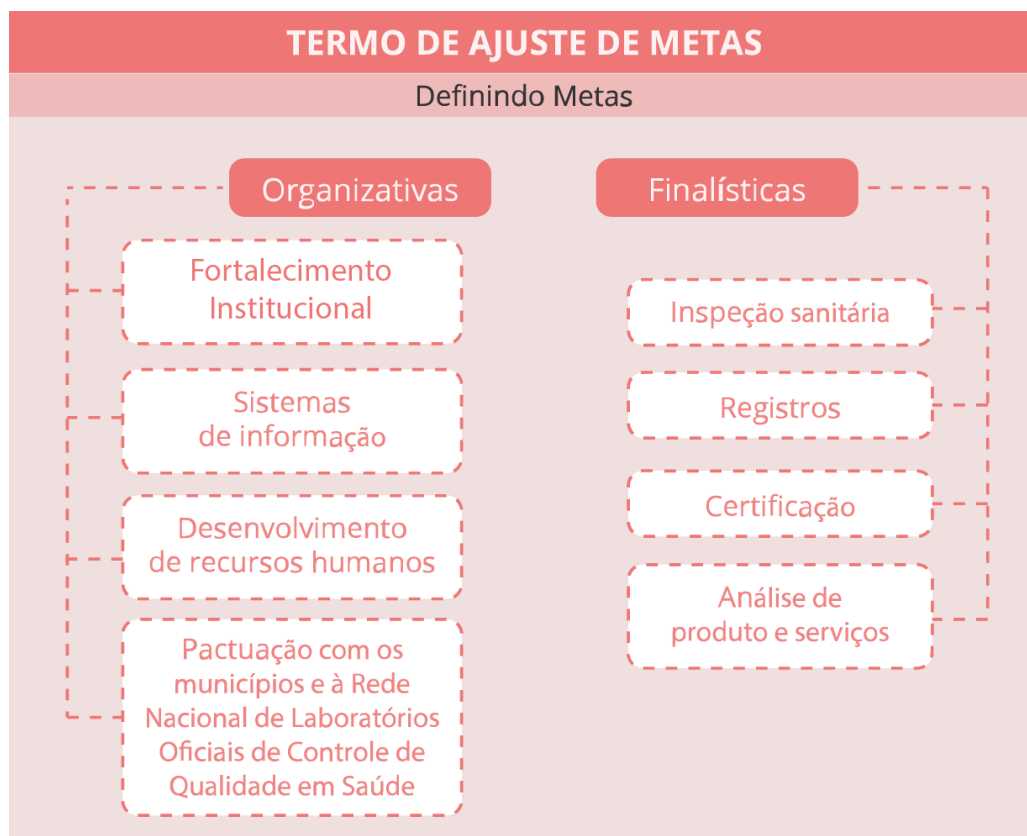 TERMO DE AJUSTE DE METAS
Definindo Metas
Organizativas
Fortalecimento
Institucional
Sistemas
de informação
Desenvolvimento
de recursos humanos
Pactuação com os
municípios e à Rede
Nacional de Laboratórios
Oficiais de Controle de
Qualidade em Saúde
Finalísticas
Inspeção sanitária
Registros
Certificação
Análise de
produto e serviços